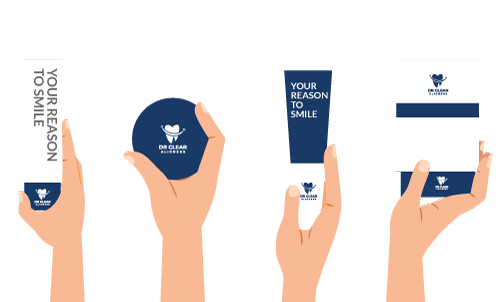 YOUR REASON
TO SMILE
DR CLEAR
ALIGNERS
DR CLEAR
ALIGNERS
YOUR
REASON
TO
SMILE
DR CLEAR
ALIGNERS
DR CLEAR
ALIGNERS
DR CLEAR
ALIGNERS